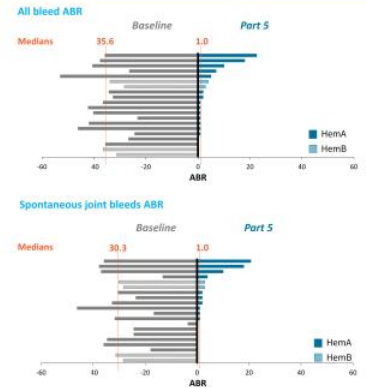 All bleed ABR
Baseline Part 5
Medians 35.6 1.0
HemA
HemB
-60 -40 -20 0 20 40 60
ABR
Spontaneous joint bleeds ABR
Baseline Part 5
Medians 30.3 1.0
HemA
HemB
-60 -40 -20 0 20 40 60
ABR